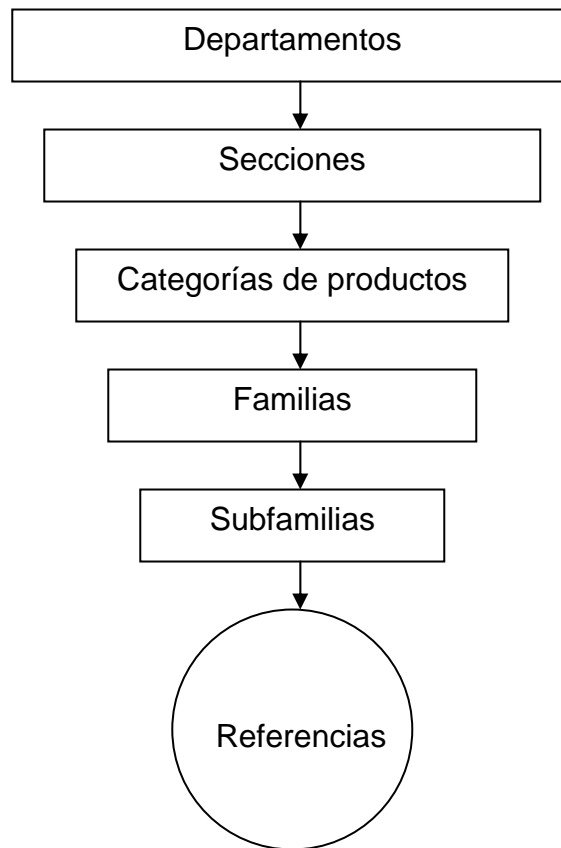 Departamentos
Secciones
Categorías de productos
Familias
Subfamilias
Referencias